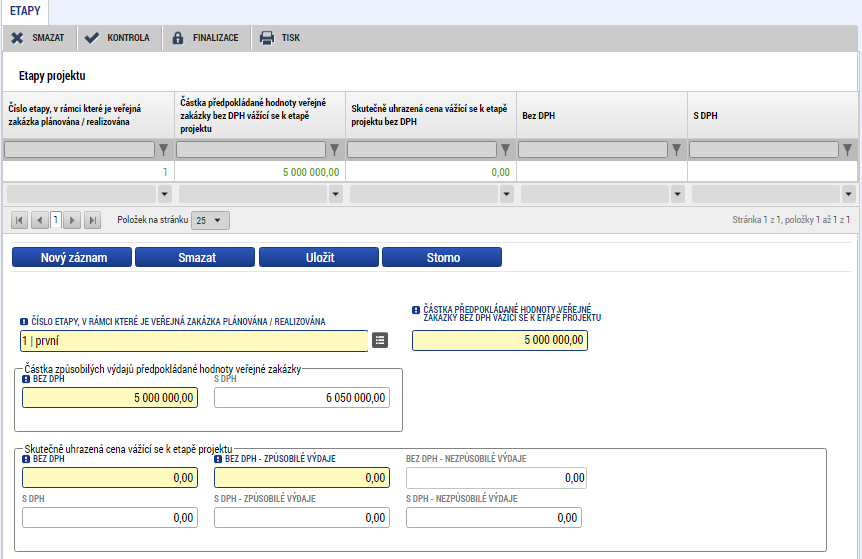 ETAPY
SMAZAT KONTROLA FINALIZACE TISK
Etapy projektu
Číslo etapy, v rámci které je veřejná
zakázka plánována / realizována
Částka předpokládané hodnoty veřejné
zakázky bez DPH vážící se k etapě
projektu
Skutečně uhrazená cena vážící se k etapě
projektu bez DPH
Bez DPH
S DPH
1 5 000 000,00 0,00
1 Položek na stránku 25 Stránka 1 z 1, položky 1 až 1 z 1
Nový záznam Smazat Uložit Storno
ČÍSLO ETAPY, V RÁMCI KTERÉ JE VEŘEJNÁ ZAKÁZKA PLÁNOVÁNA / REALIZOVÁNA
1 | první
ČÁSTKA PŘEDPOKLÁDANÉ HODNOTY VEŘEJNÉ
ZAKÁZKY BEZ DPH VÁŽÍCÍ SE K ETAPĚ PROJEKTU
5 000 000,00
Částka způsobilých výdajů předpokládané hodnoty veřejné zakázky
BEZ DPH S DPH
5 000 000,00 6 050 000,00
Skutečně uhrazená cena vážící se k etapě projektu
BEZ DPH BEZ DPH - ZPŮSOBILÉ VÝDAJE BEZ DPH - NEZPŮSOBILÉ VÝDAJE
0,00 0,00 0,00
S DPH S DPH - ZPŮSOBILÉ VÝDAJE S DPH - NEZPŮSOBILÉ VÝDAJE
0,00 0,00 0,00